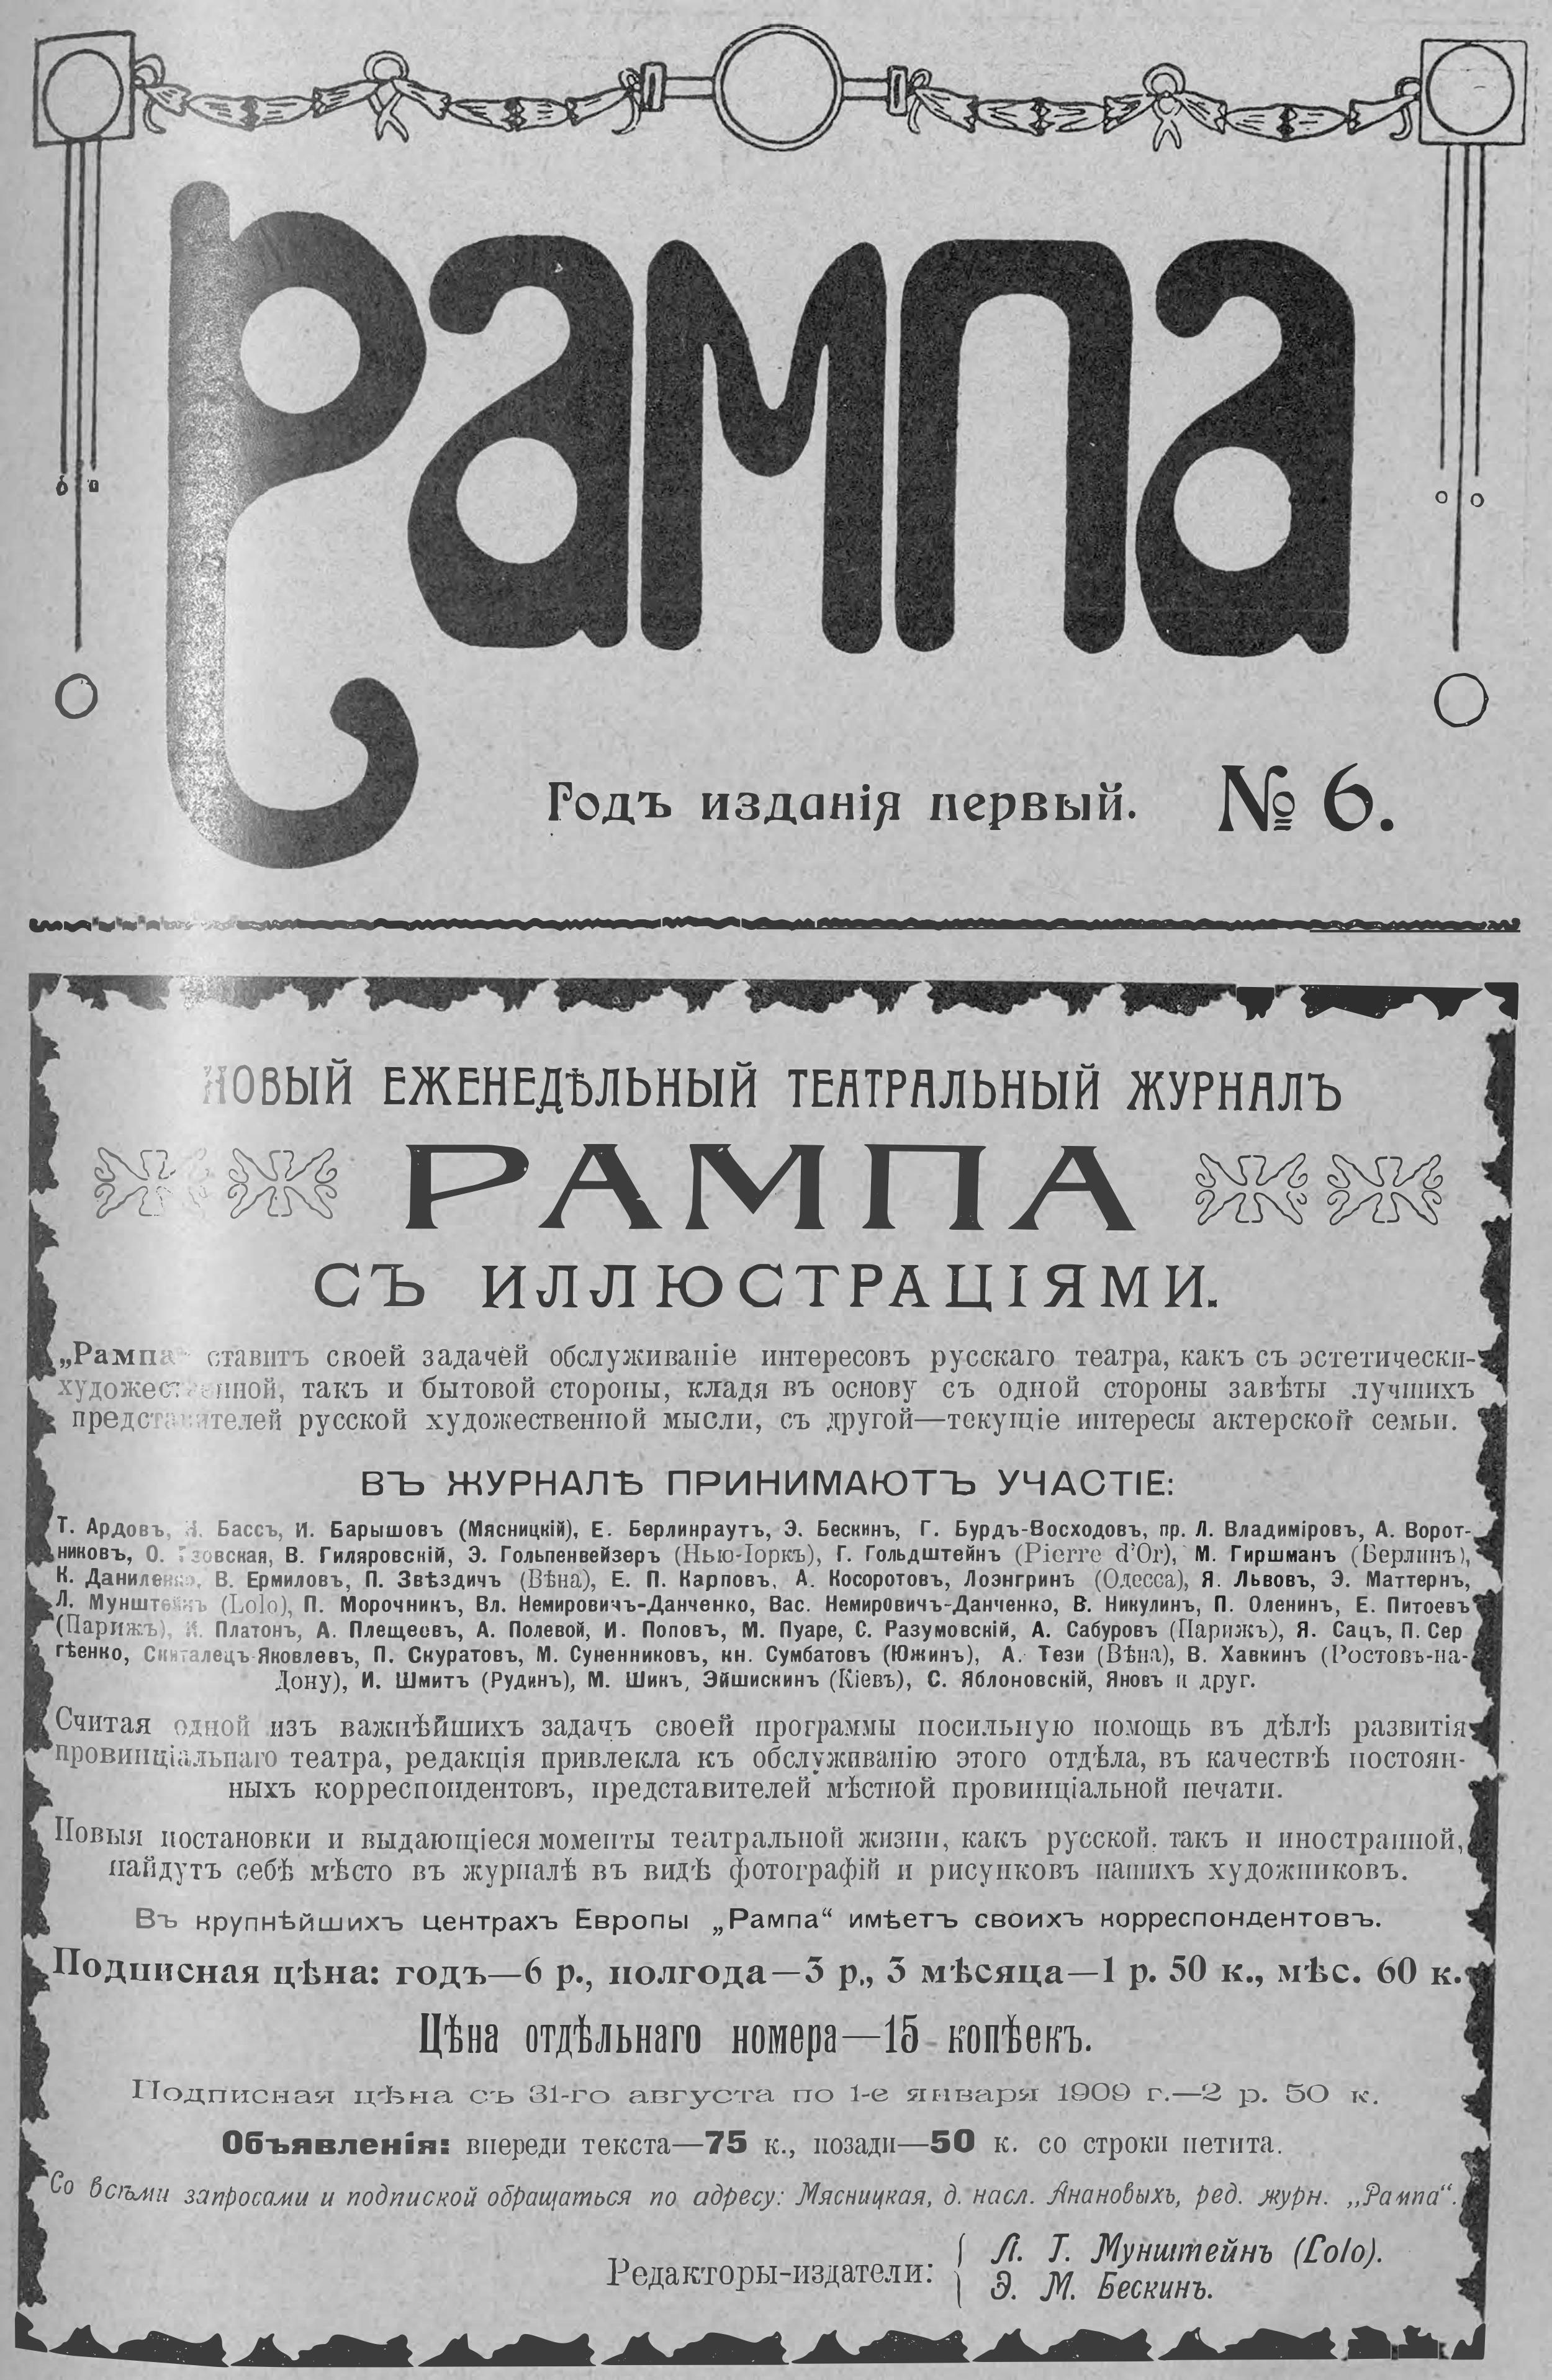 Рампа
Годъ изданія первый. № 6.
НОВЫЙ ЕЖЕНЕДѢЛЬНЫЙ ТЕАТРАЛЬНЫЙ ЖУРНАЛЪ
РАМПА
СЪ ИЛЛЮСТРАЦІЯМИ.
„Рампа“ ставитъ своей задачей обслуживаніе интересовъ русскаго театра, какъ съ эстетически-
художественной, такъ и бытовой стороны, кладя въ основу съ одной стороны завѣты лучшихъ
представителей русской художественной мысли, съ другой—текущіе интересы актерской семьи.
ВЪ ЖУРНАЛѢ ПРИНИМАЮТЪ УЧАСТІЕ:
Т. Ардовъ, Бассъ, И. Барышовъ (Мясницкій), Е. Берлинраутъ, Э. Бескинъ, Г. Бурдъ-Восходовъ, пр. Л. Владиміровъ, А. Ворот-
никовъ, О. Гзовская, В. Гиляровскій, Э. Гольпенвейзеръ (Нью-Іоркъ), Г. Гольдштейнъ (Pierre d'Or), М. Гиршманъ (Берлинъ),
К. Даниленко, В. Ермиловъ, П. Звѣздичъ (Вѣна), Е. П. Карповъ, А. Косоротовъ, Лоэнгринъ (Одесса), Я. Львовъ, Э. Маттернъ,
Л. Мунштейнъ (Lolo), П. Морочникъ, Вл. Немировичъ-Данченко, Вас. Немировичъ-Данченко, В. Никулинъ, П. Оленинъ, Е. Питоевъ
(Парижъ), И. Платонъ, А. Плещеевъ, А. Полевой, И. Поповъ, М. Пуаре, С. Разумовскій, А. Сабуровъ (Парижъ), Я. Сацъ, П. Сер
гѣенко, Скиталецъ-Яковлевъ, П. Скуратовъ, М. Суненниковъ, кн. Сумбатовъ (Южинъ), А. Тези (Вѣна), В. Хавкинъ (Ростовъ-на-
Дону), И. Шмитъ (Рудинъ), М. Шикъ, Эйшискинъ (Кіевъ), С. Яблоновскій, Яновъ и друг.
Считая одной изъ важнѣйшихъ задачъ своей программы посильную помощь въ дѣлѣ развитія
провинціальнаго театра, редакція привлекла къ обслуживанію этого отдѣла, въ качествѣ постоян-
ныхъ корреспондентовъ, представителей мѣстной провинціальной печати.
Новыя постановки и выдающіеся моменты театральной жизни, какъ русской, такъ и иностранной,
найдутъ себѣ мѣсто въ журналѣ въ видѣ фотографій и рисунковъ нашихъ художниковъ.
Въ крупнѣйшихъ центрахъ Европы „Рампа“ имѣетъ своихъ корреспондентовъ.
Подписная цѣна: годъ—6 р., полгода—3 р., 3 мѣсяца—1 р. 50 к., мѣс. 60 к.
Цѣна отдѣльнаго номера—15 копѣекъ.
Подписная цѣна съ 31-го августа по 1-е января 1909 г.—2 р. 50 к.
Объявленія: впереди текста—75 к., позади—50 к. со строки петита.
Со всѣми запросами и подпиской обращаться по адресу: Мясницкая, д. насл. Анановыхъ, ред. журн. „Рампа“.
Редакторы-издатели: { Л. Г. Мунштейнъ (Lolo).
Э. М. Бескинъ.